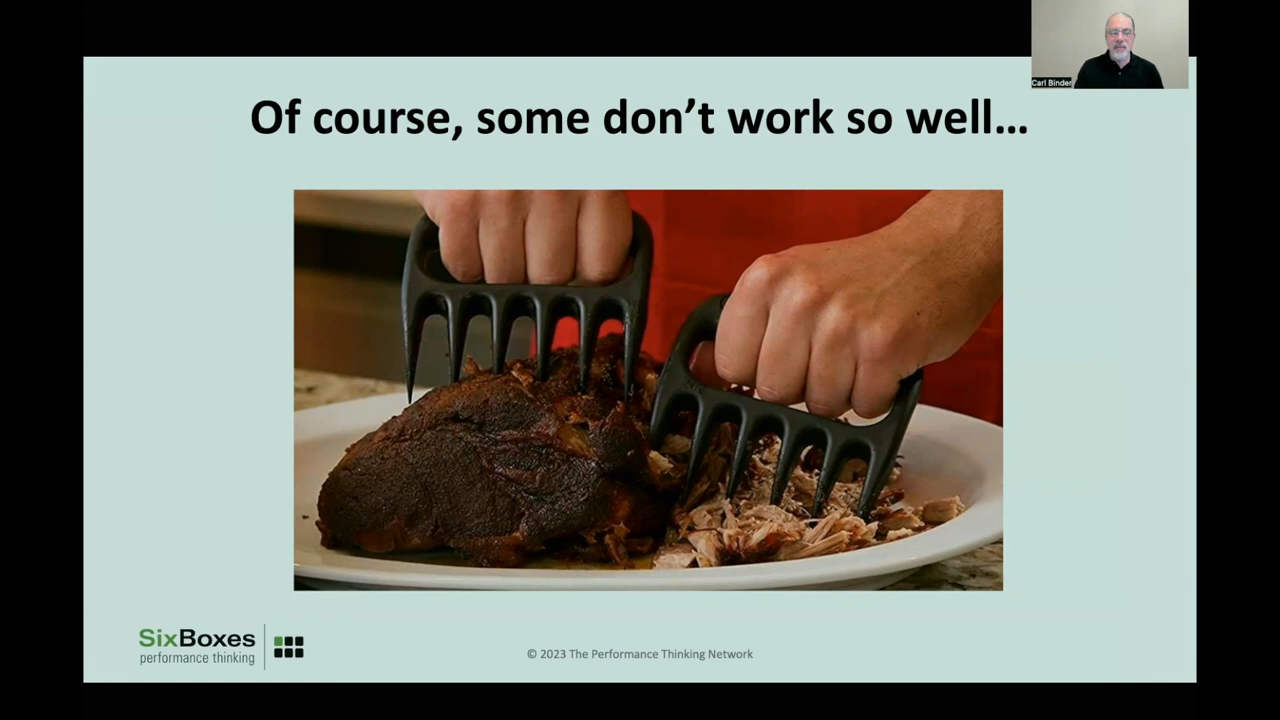 Carl Binder
Of course, some don't work so well...
SixBoxes
performance thinking
© 2023 The Performance Thinking Network